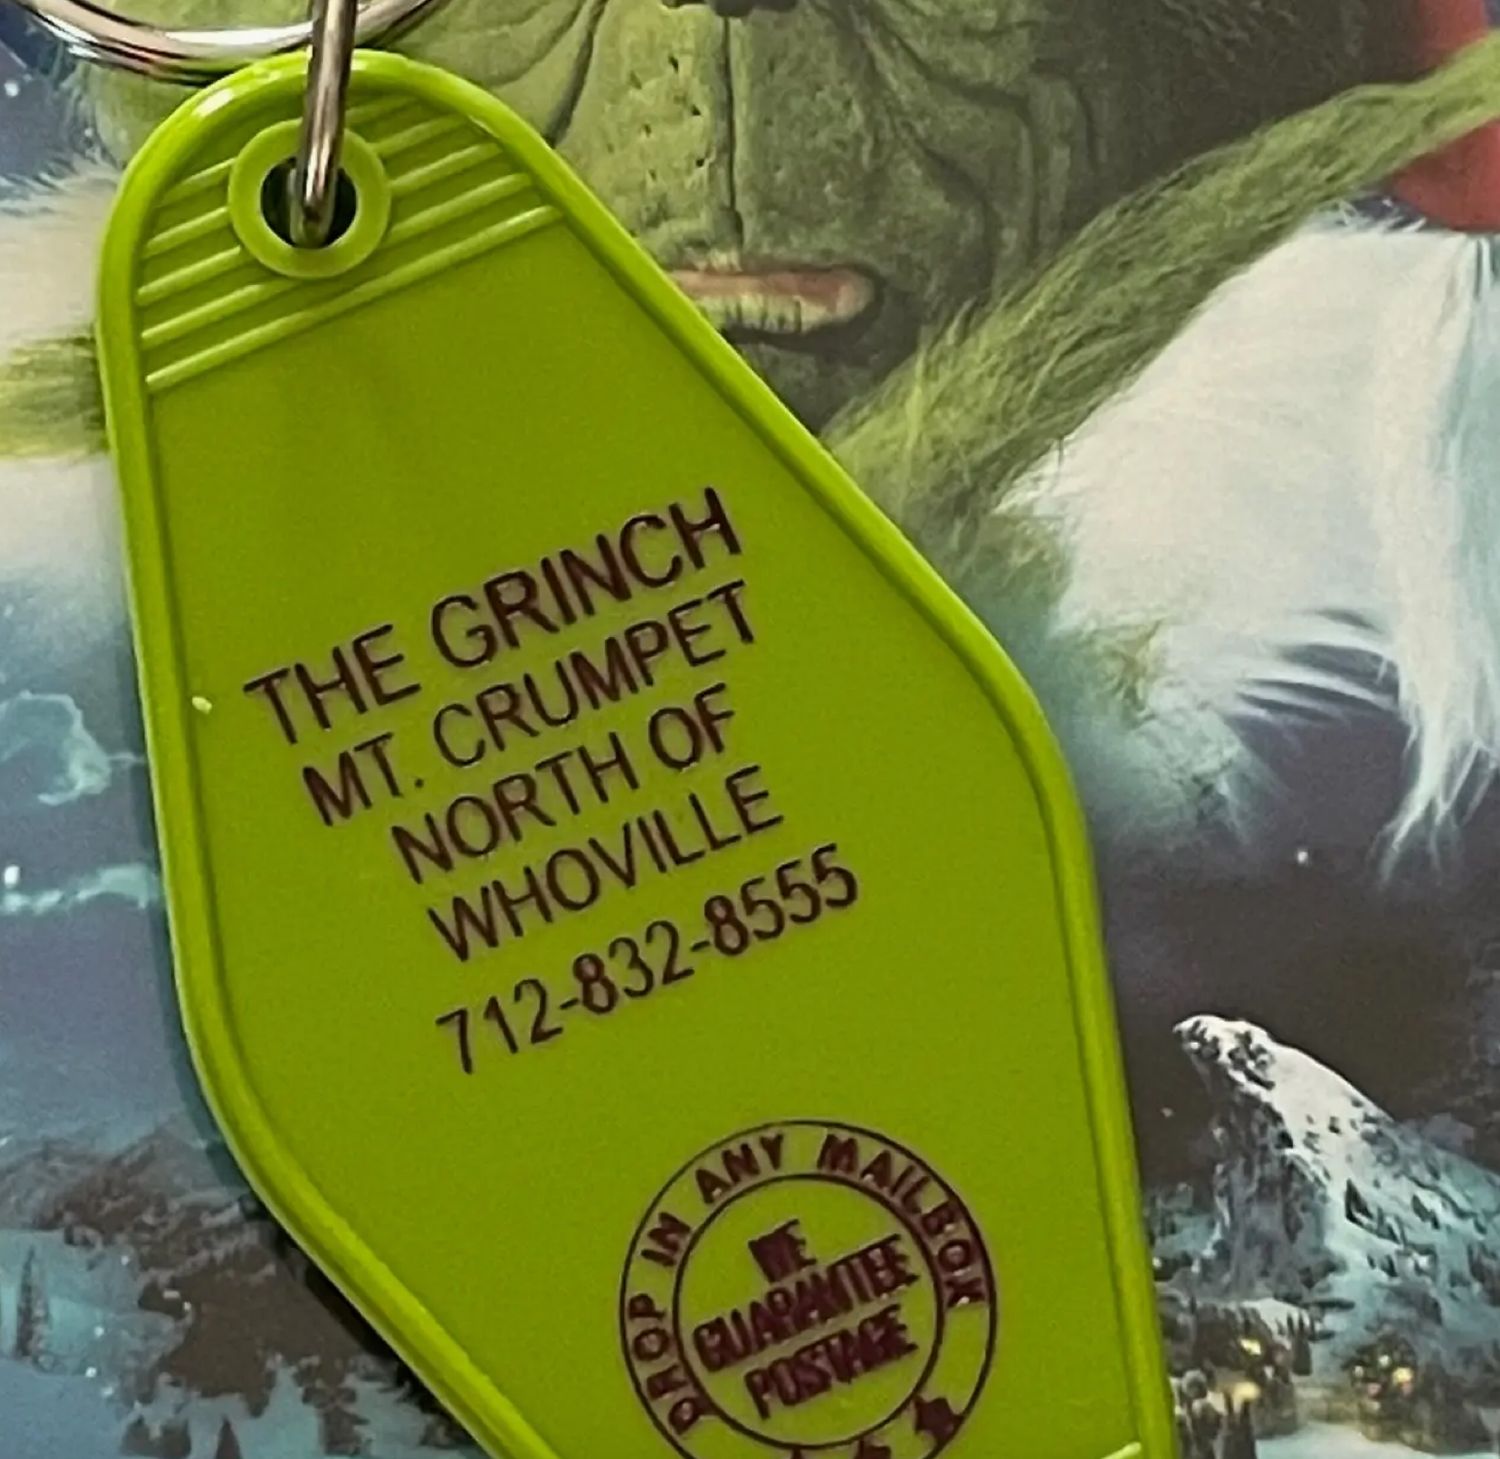 THE GRINCH
MT. CRUMPET
NORTH OF
WHOVILLE
712-832-8555
DROP IN ANY MAILBOX
WE
GUARANTEE
POSTAGE